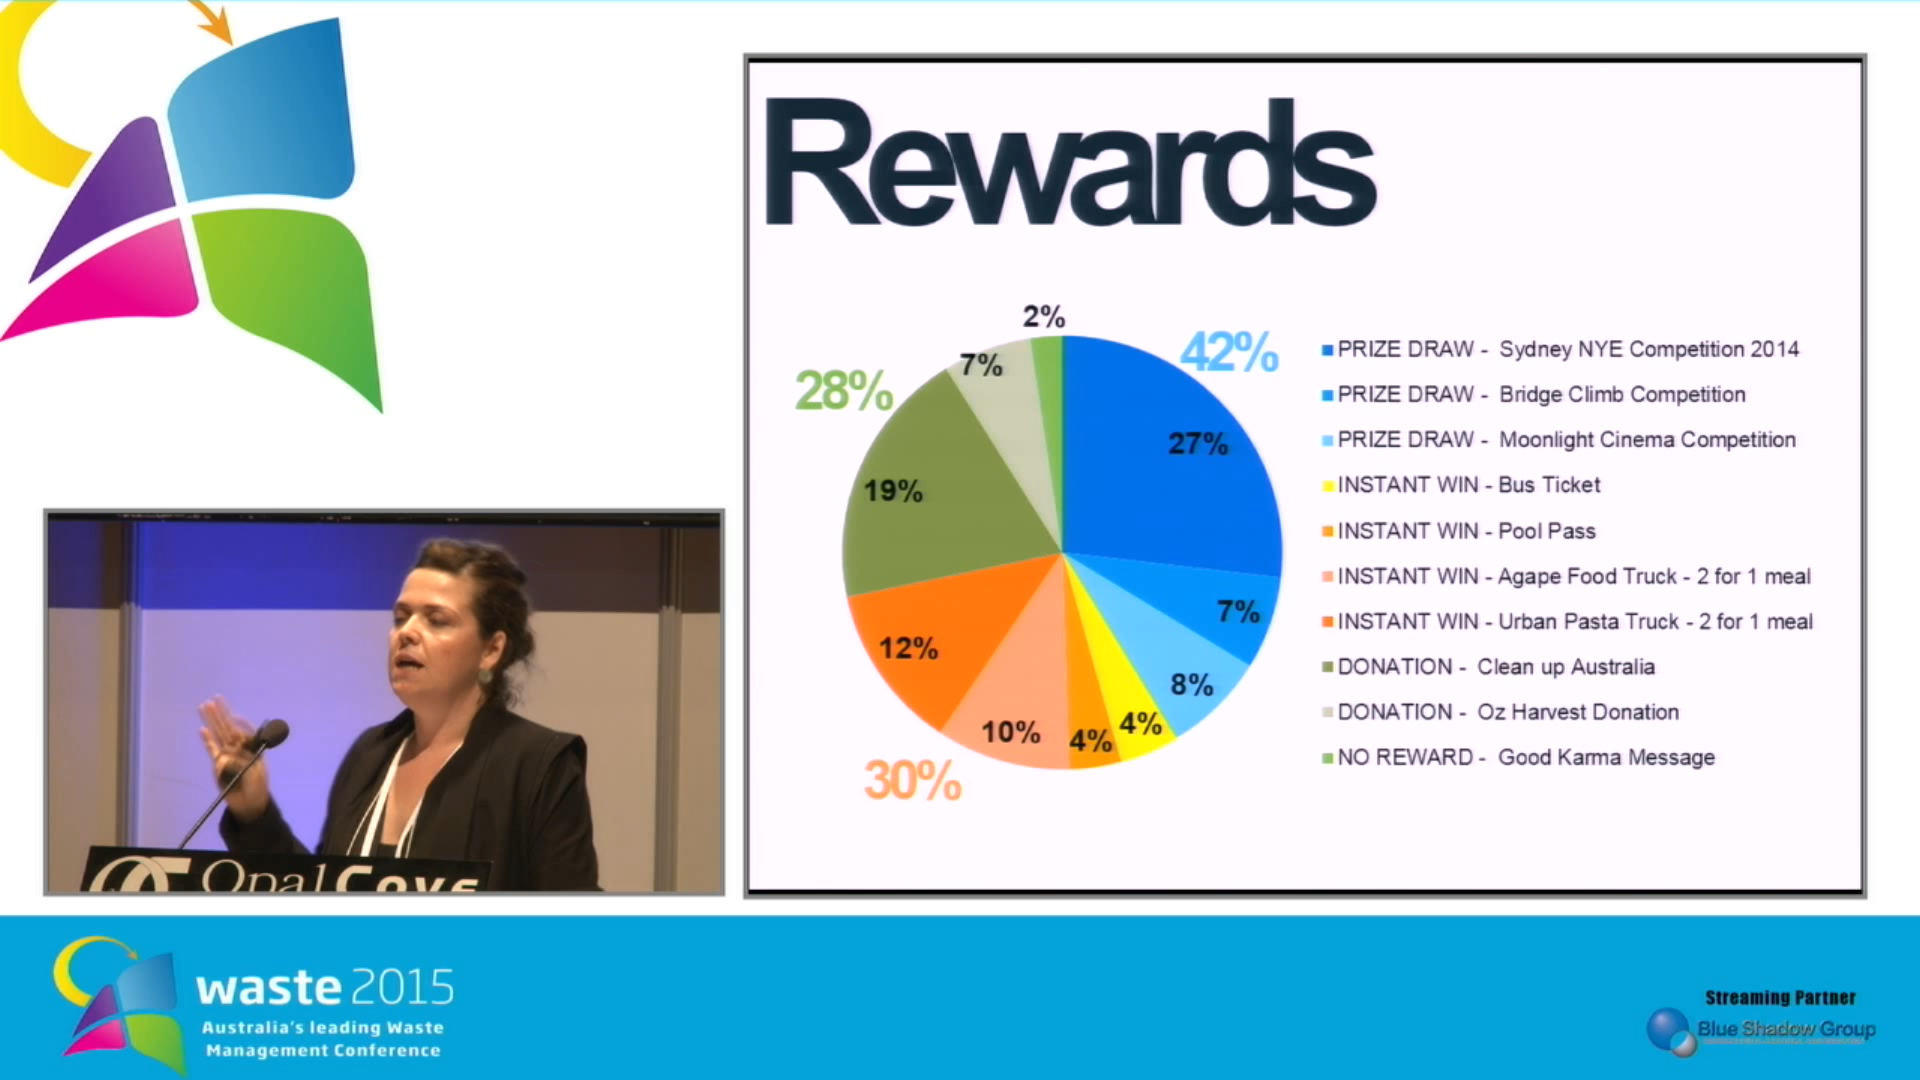 Rewards
2%
42%
7%
28%
27%
19%
7%
12%
8%
10%
4%
4%
30%
PRIZE DRAW - Sydney NYE Competition 2014
PRIZE DRAW - Bridge Climb Competition
PRIZE DRAW - Moonlight Cinema Competition
INSTANT WIN - Bus Ticket
INSTANT WIN - Pool Pass
INSTANT WIN - Agape Food Truck - 2 for 1 meal
INSTANT WIN - Urban Pasta Truck - 2 for 1 meal
DONATION - Clean up Australia
DONATION - Oz Harvest Donation
NO REWARD - Good Karma Message
Opal Cove
waste 2015
Australia's leading Waste
Management Conference
Streaming Partner
Blue Shadow Group